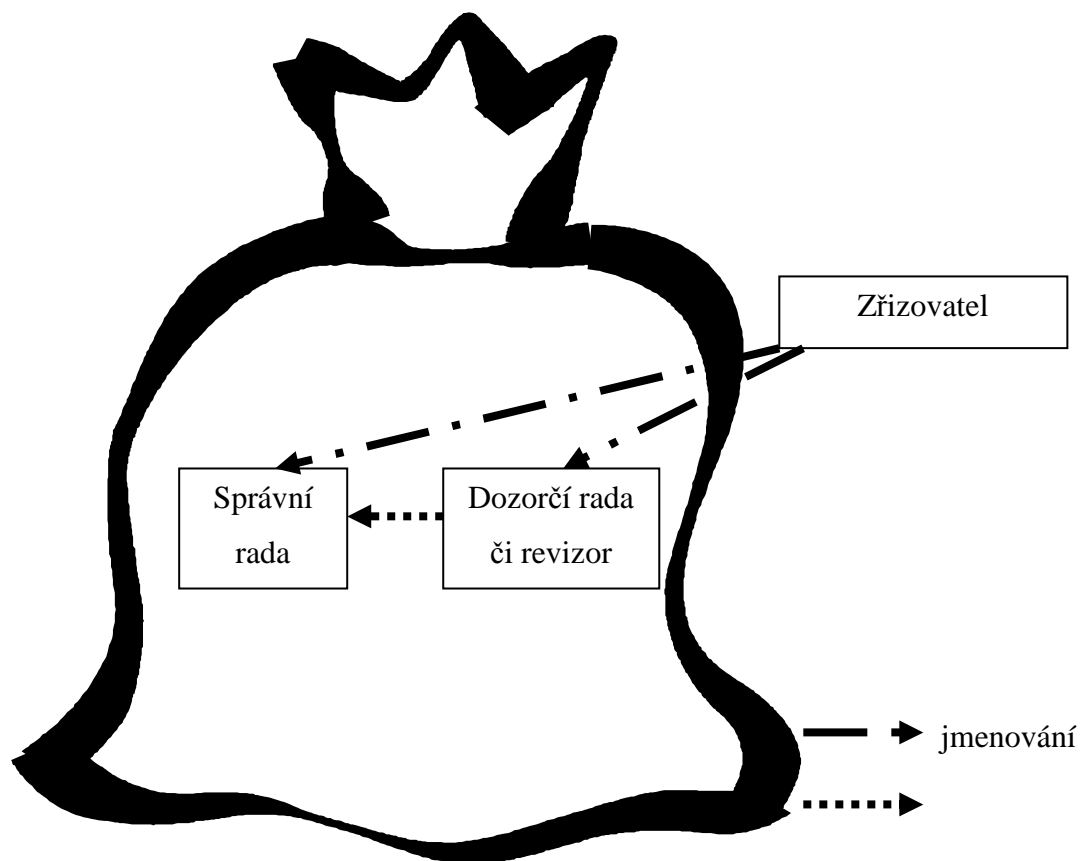 Zřizovatel
Správní
rada
Dozorčí rada
či revizor
jmenování